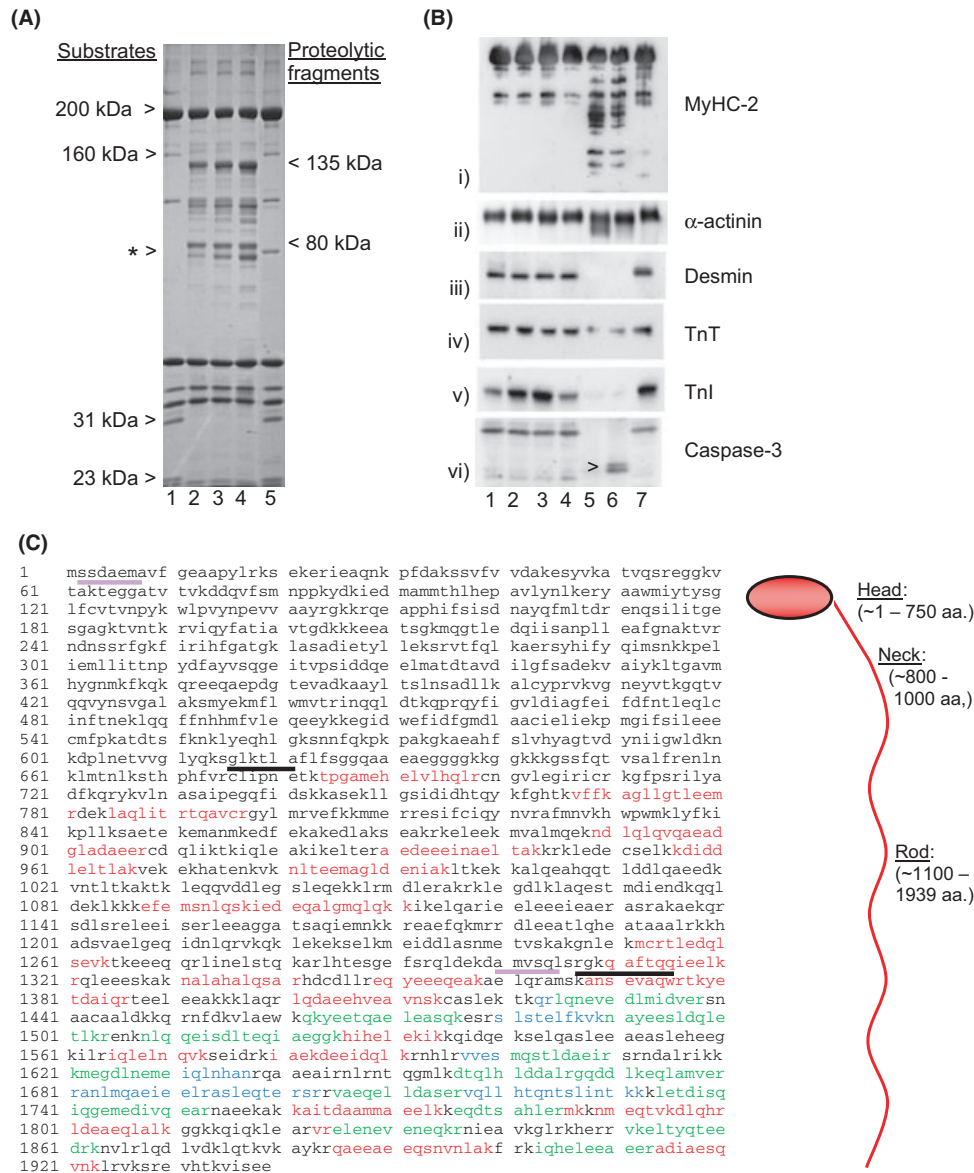 (A)
Substrates
Proteolytic
fragments
200 kDa >
160 kDa >
< 135 kDa
< 80 kDa
* >
31 kDa >
23 kDa >
1 2 3 4 5
(B)
i)
MyHC-2
ii)
α-actinin
iii)
Desmin
iv)
TnT
v)
TnI
vi)
>
Caspase-3
1 2 3 4 5 6 7
(C)
1 mssdaemavf geaapylrks ekerieaqnk pfdakssvfv vdakesyvka tvqsreggkv
61 takteggatv tvkddqvfsm nppkydkied mammthlhep avlynlkery aawmiytysg
121 lfcvtvnpyk wlpvynpevv aayrgkkrqe apphifsisd nayqfmltdr enqsilitge
181 sgagktvntk rviqyfatia vtgdkkkeea tsgkmqgtle dqiisanpll eafgnaktvr
241 ndnssrfgkf irihfgatgk lasadietyl leksrvtfql kaersyhify qimsnkkpel
301 iemllittnp ydfayvsqge itvpsiddqe elmatdtavd ilgfsadekv aiykltgavm
361 hygnmkfkqk qreeqaepdg tevadkaayl tslnsadllk alcyprvkvg neyvtkgqtv
421 qqvynsvgal aksmyekmfl wmvtrinqql dtkqprqyfi gvldiagfei fdfntleqlc
481 inftneklqq ffnhhmfvle qeeykkegid wefidfgmdl aacieliekp mgifsileee
541 cmfpkatdts fknklyeqhl gksnnfqkpk pakgkaeahf slvhyagtvd yniigwldkn
601 kdplnetvvg lyqksglktl aflfsggqaa eaegggkggk kggkkgssfqt vsalfrenln
661 klmtnlksth phfvrclipn etktpgameh elvlhqlrcn gvlegiricr kgfpsrilya
721 dfkqrykvln asaipegqfi dskkasekll gsididhtqy kfghtkvffk agllgtleem
781 rdeklaqlit rtqavcrgyl mrvefkkmme rresifciqy nvrafmnvkh wpwmklyfki
841 kpllksaete kemanmkedf ekakedlaks eakrkeleek mvalmqeknd lqlqvqaead
901 gladaeercd qliktkiqle akikeltera edeeeinael takkrklede cselkkdidd
961 leltlakvek ekhatenkvk nlteemagld eniakltkek kalqeahqqt lddlqaeedk
1021 vntltkaktk leqqvddleg sleqekklrm dlerakrkle gdlklaqest mdiendkqql
1081 deklkkkefe msnlqskied eqalgmqlqk kikelqarie eleeeieaer asrakaekqr
1141 sdlsreleei serleeagga tsaqiemnkk reaefqkmrr dleeatlqhe ataaalrkkh
1201 adsvaelgeq idnlqrvkqk lekekselkm eiddlasnme tvskakgnle kmcrtledql
1261 sevktkeeeq qrlinelstq karlhtesge fsrqldekda mvsqlsrgkq aftqqieelk
1321 rqleeeskak nalahalqsa rhdcdllreq yeeeqeakae lqramskans evaqwrtkye
1381 tdaiqrteel eeakkklaqr lqdaeehvea vnskcaslek tkqrlqneve dlmidversn
1441 aacaaldkkq rnfdkvlaew kqkyeetqae leasqkesrs lstelfkvkn ayeesldqle
1501 tlkrenknlq qeisdlteqi aeggkhihel ekikkqidqe kselqaslee aeasleheeg
1561 kilriqleln qvkseidrki aekdeeidql krnhlrvves mqstldaeir srndalrikk
1621 kmegdlneme iqlnhanrqa aeairnlrnt qgmlkdtqlh lddalrgqdd lkeqlamver
1681 ranlmqaeie elraslegte rsrrvaeqel ldaservqll htqntslint kkkletdisq
1741 iqgemedivq earnaeekak kaitdaamma eelkkeqdts ahlermkknm eqtvkdlqhr
1801 ldeaeqlalk ggkkqiqkle arvrelenev eneqkrniea vkglrkherr vkeltyqtee
1861 drknvlrlqd lvdklqtkvk aykrqaeeae eqsnvnlakf rkiqheleea eeradiaesq
1921 vnklrvksre vhtkvisee
Head:
(~1 – 750 aa.)
Neck:
(~800 -
1000 aa,)
Rod:
(~1100 –
1939 aa.)